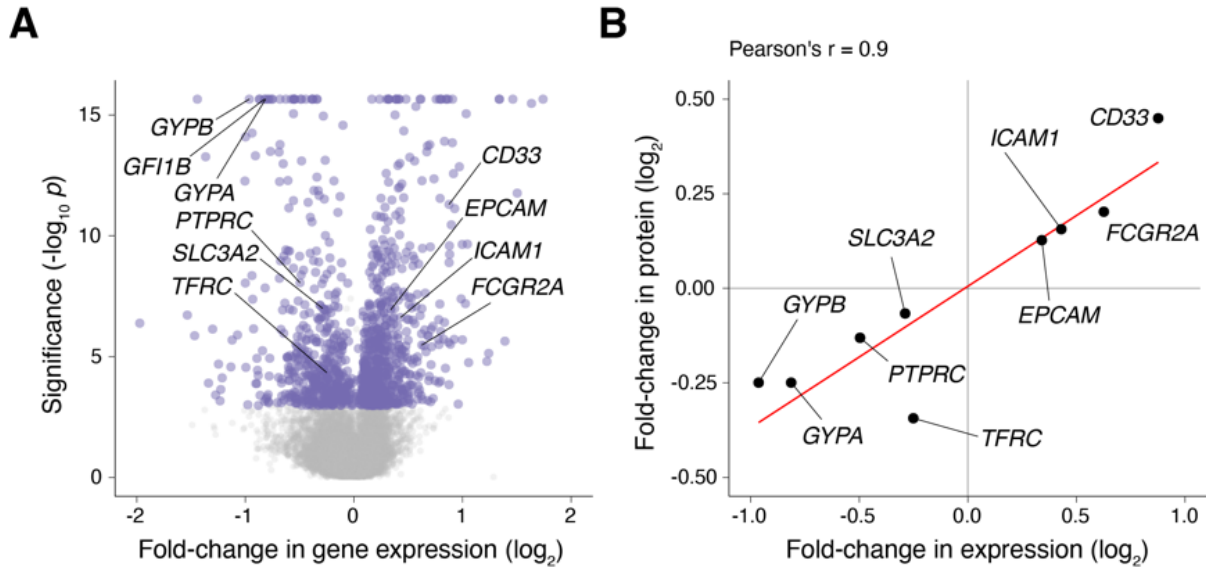 A
Significance (-log10 p)
15
10
5
0
GYPB
GFI1B
GYPA
PTPRC
SLC3A2
TFRC
CD33
EPCAM
ICAM1
FCGR2A
-2
-1
0
1
2
Fold-change in gene expression (log2)
B
Pearson's r = 0.9
Fold-change in protein (log2)
0.50
0.25
0.00
-0.25
-0.50
CD33
ICAM1
FCGR2A
SLC3A2
EPCAM
GYPB
PTPRC
GYPA
TFRC
-1.0
-0.5
0.0
0.5
1.0
Fold-change in expression (log2)